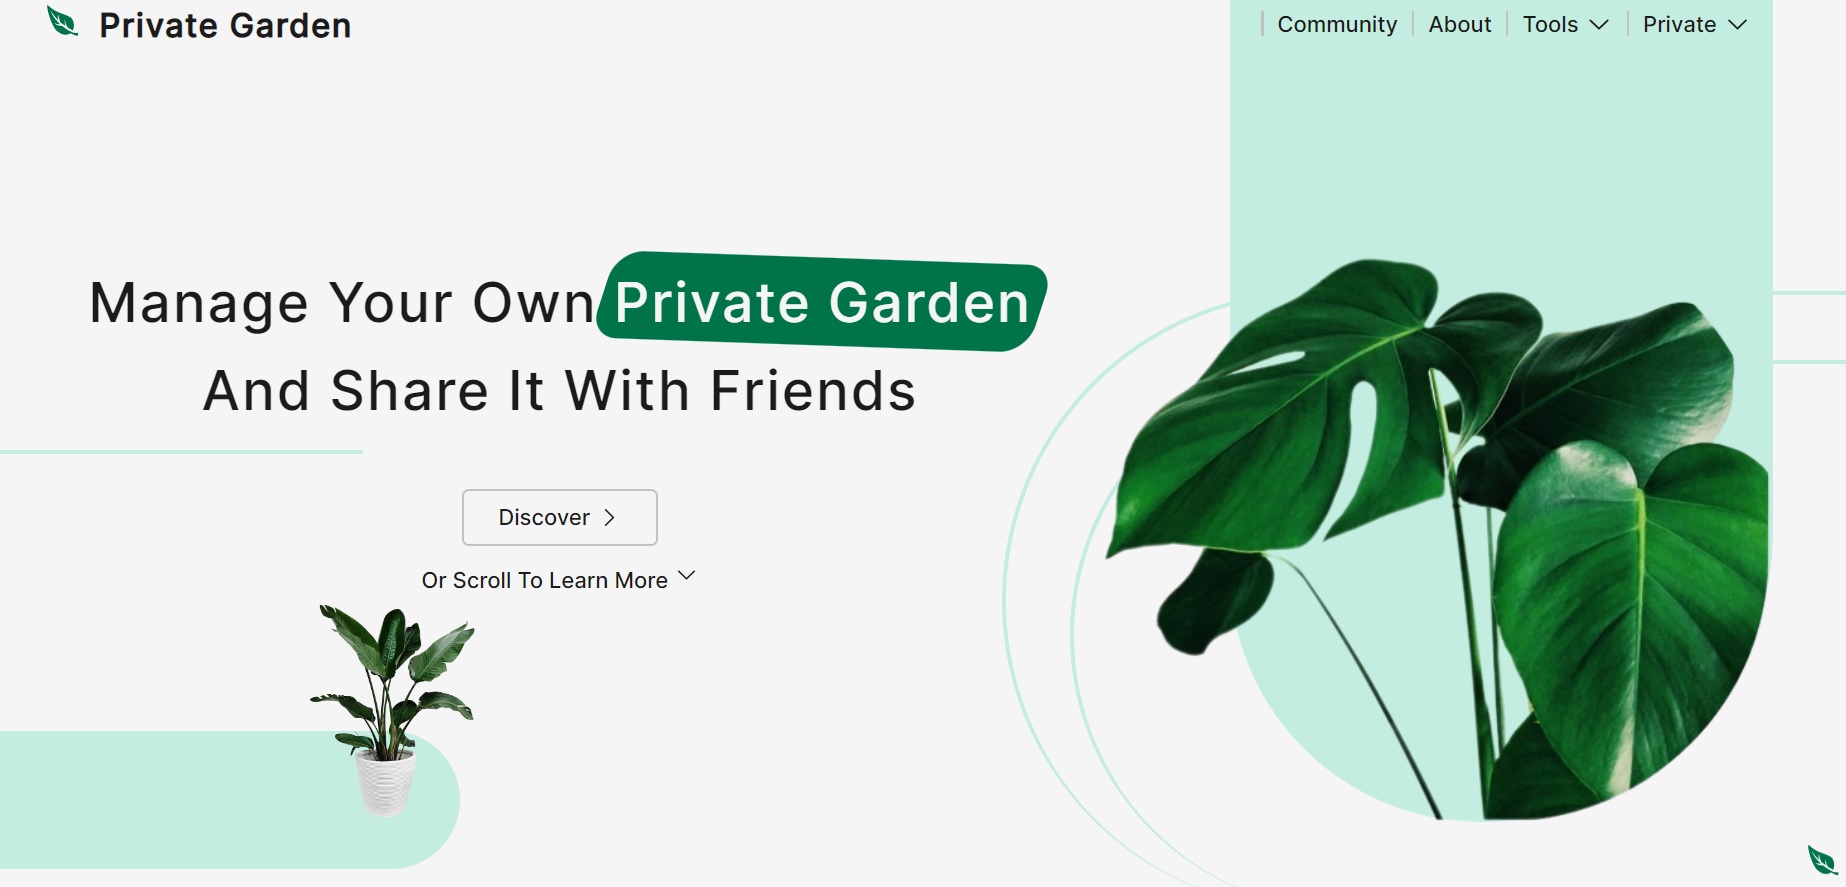 Private Garden
Community About Tools Private
Manage Your Own Private Garden
And Share It With Friends
Discover
Or Scroll To Learn More